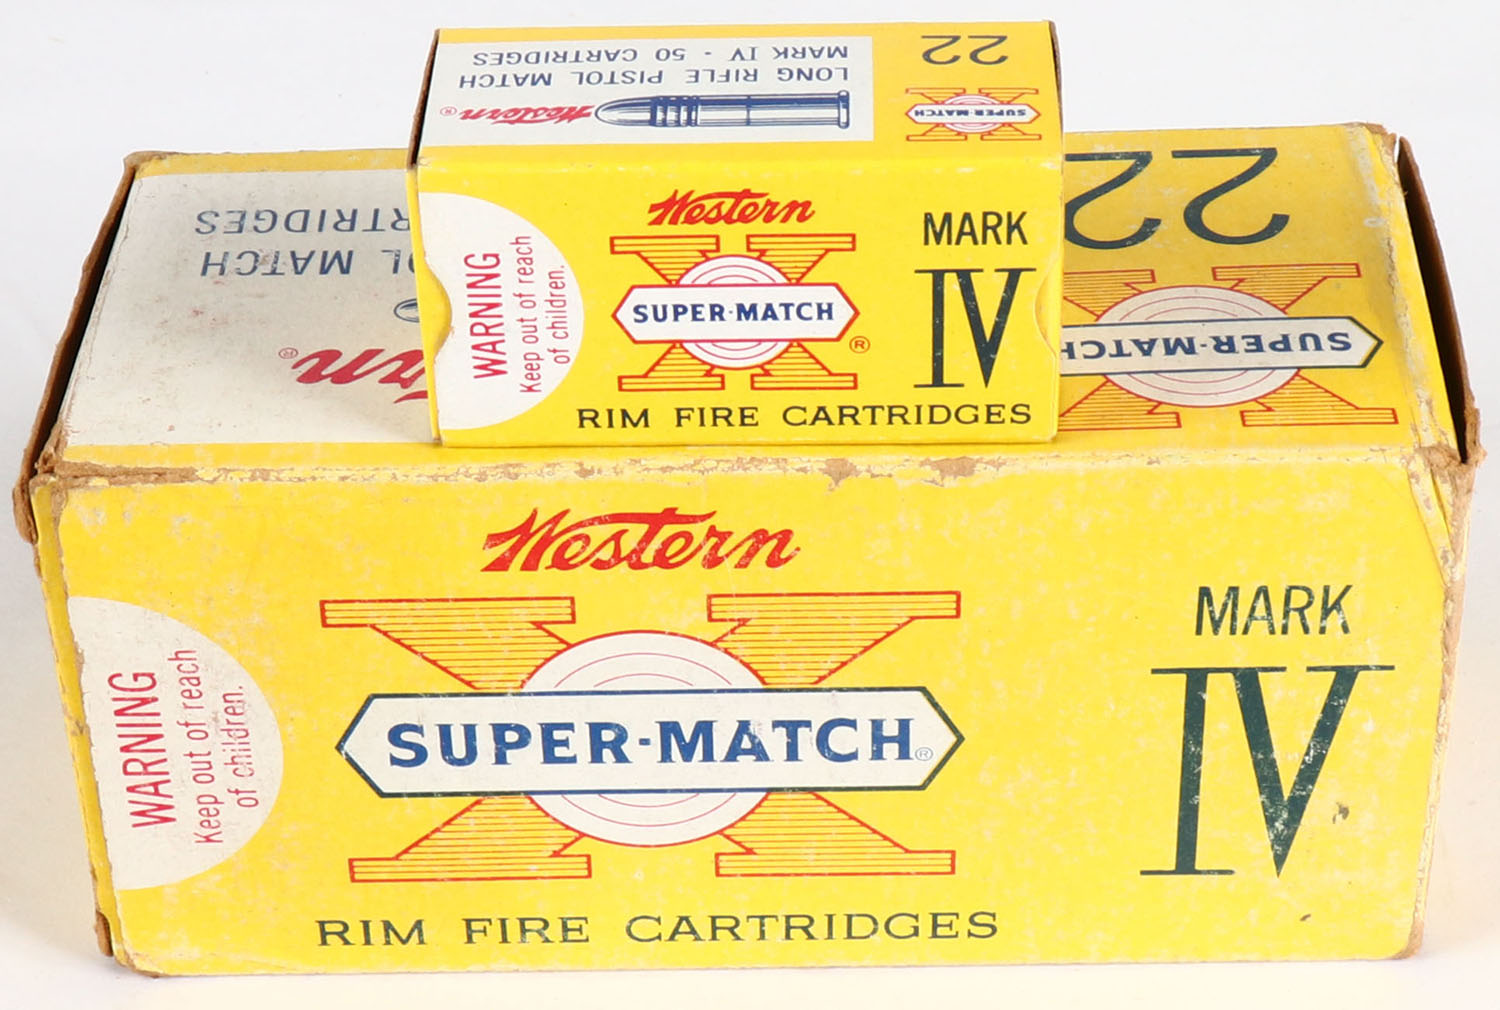 22
MARK IV · 50 CARTRIDGES
LONG RIFLE PISTOL MATCH
Western®
SUPER-MATCH
Western
SUPER·MATCH®
MARK
IV
RIM FIRE CARTRIDGES
WARNING
Keep out of reach
of children.
22
MATCH
SUPER-MATCH
Western
SUPER-MATCH®
MARK
IV
RIM FIRE CARTRIDGES
WARNING
Keep out of reach
of children.